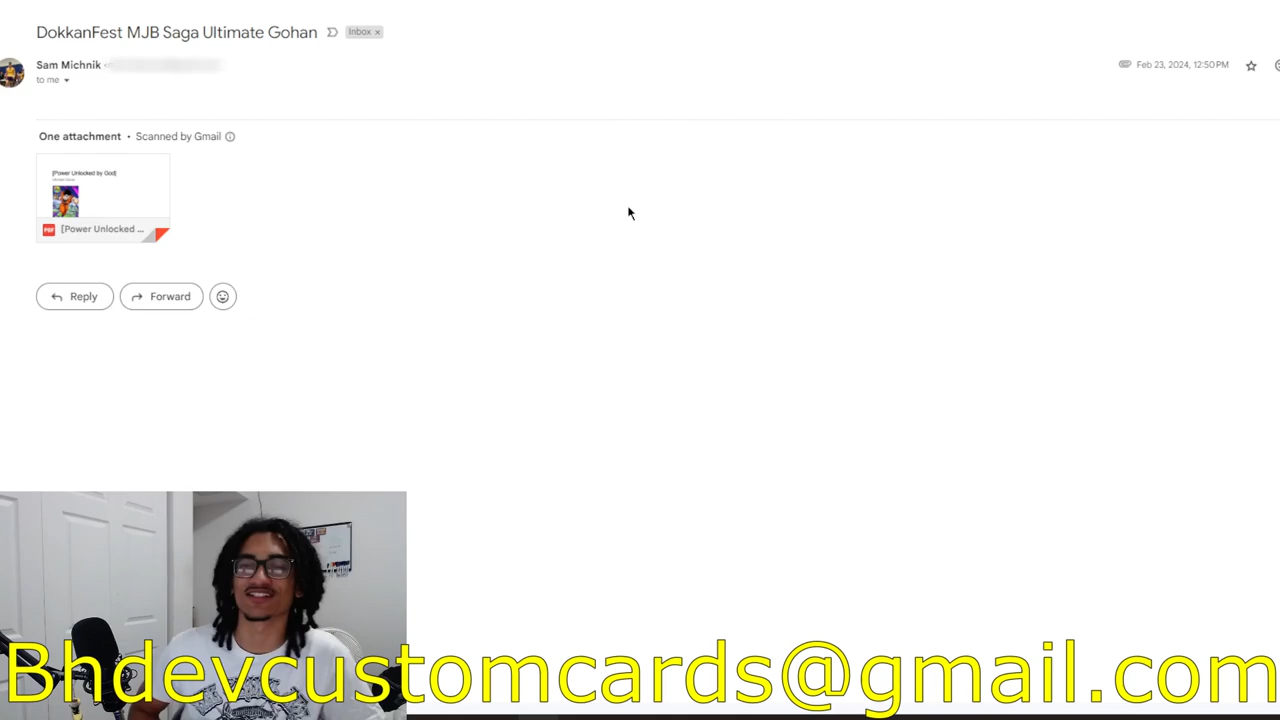 DokkanFest MJB Saga Ultimate Gohan Inbox x
Sam Michnik
to me
Feb 23, 2024, 12:50 PM
One attachment • Scanned by Gmail
[Power Unlocked by God]
PDF [Power Unlocked ...
Reply Forward
Bhdevcustomcards@gmail.com